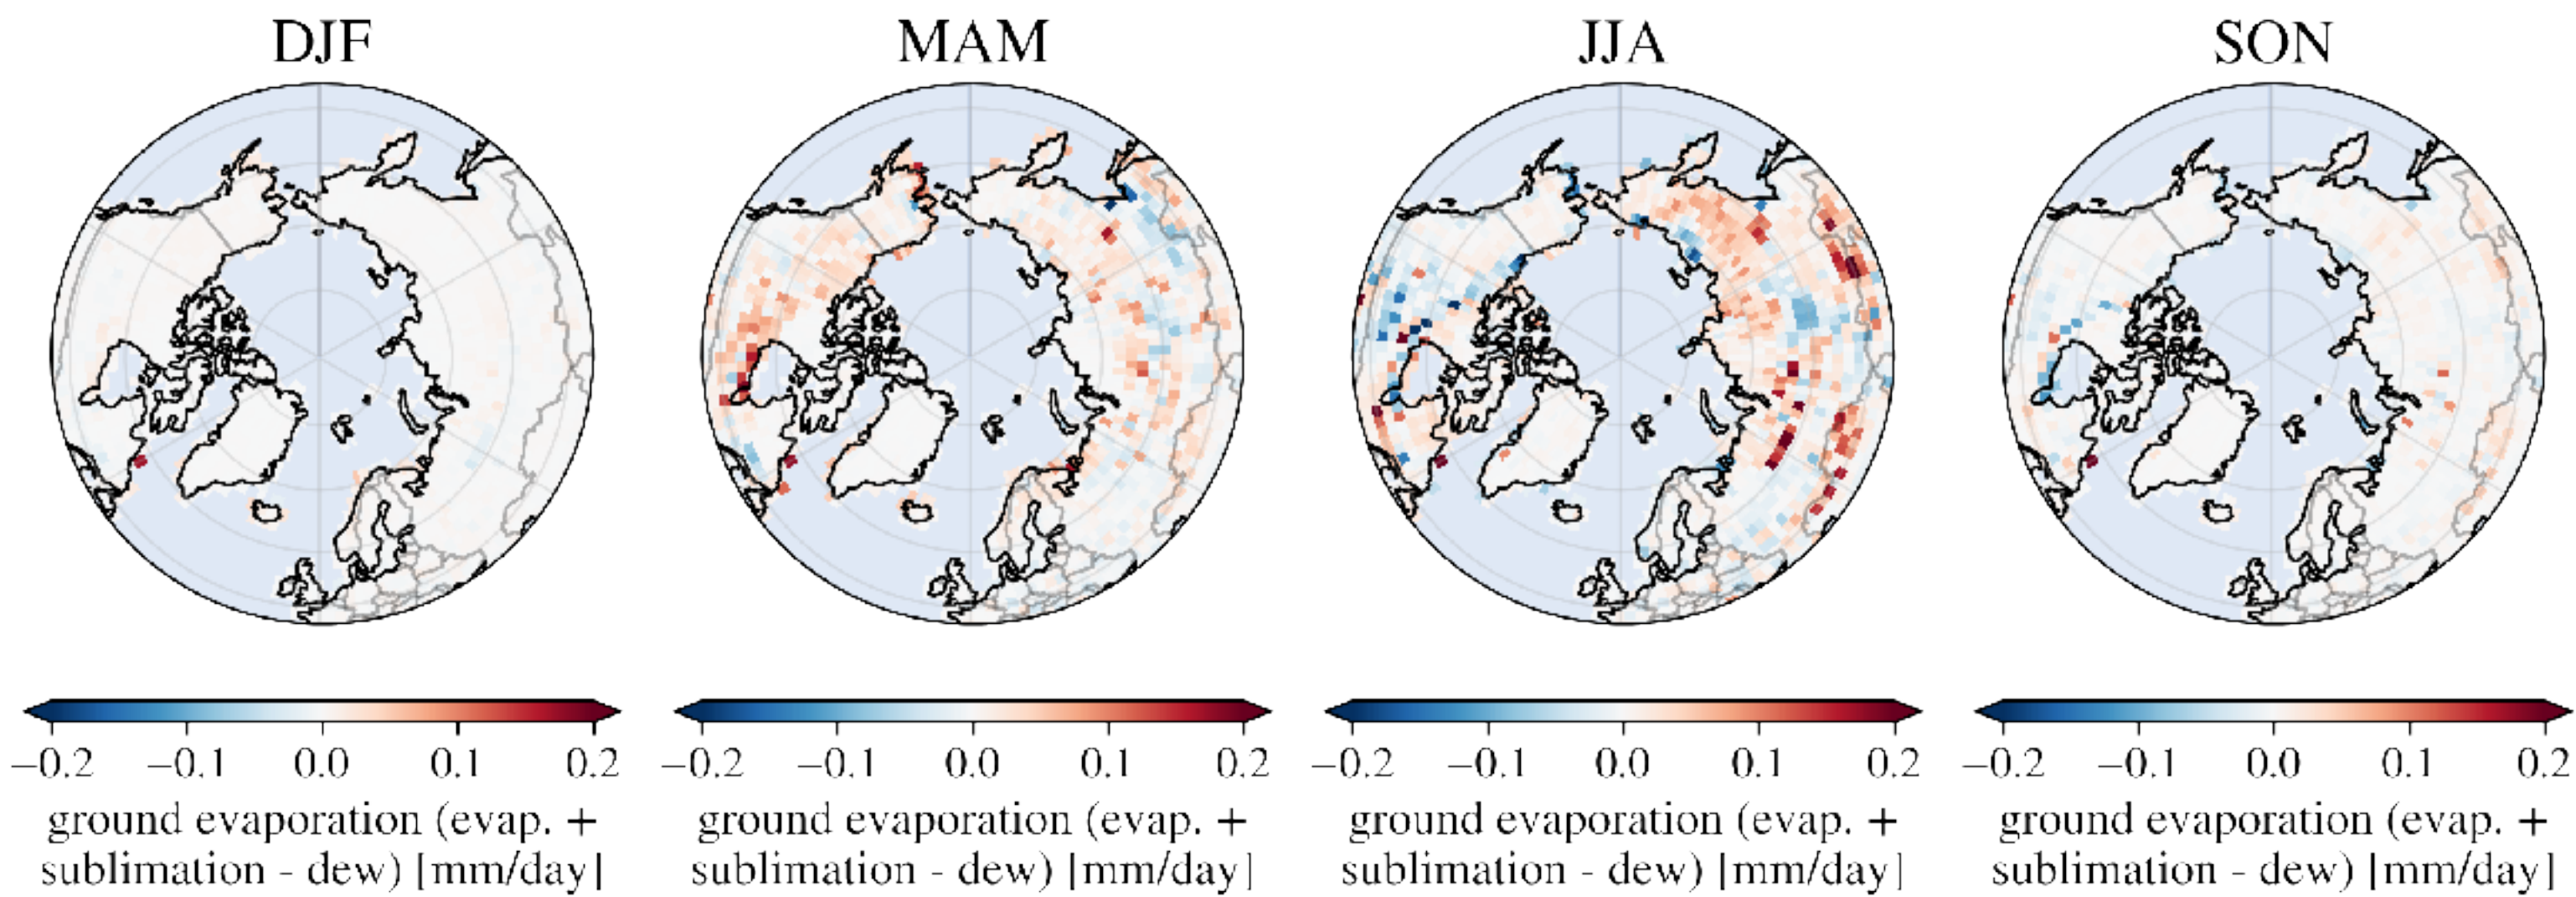 DJF MAM JJA SON
−0.2 −0.1 0.0 0.1 0.2 −0.2 −0.1 0.0 0.1 0.2 −0.2 −0.1 0.0 0.1 0.2 −0.2 −0.1 0.0 0.1 0.2
ground evaporation (evap. + ground evaporation (evap. + ground evaporation (evap. + ground evaporation (evap. +
sublimation - dew) [mm/day] sublimation - dew) [mm/day] sublimation - dew) [mm/day] sublimation - dew) [mm/day]